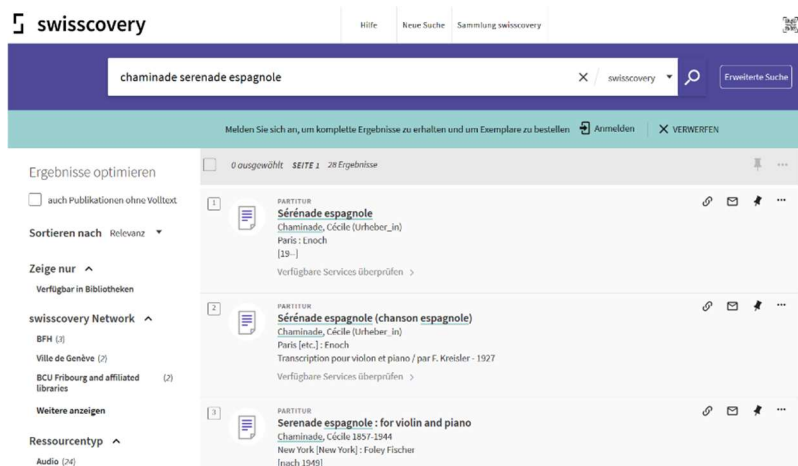 swisscovery
Hilfe
Neue Suche
Sammlung swisscovery
chaminade serenade espagnole
swisscovery
Erweiterte Suche
Melden Sie sich an, um komplette Ergebnisse zu erhalten und um Exemplare zu bestellen
Anmelden
VERWERFEN
Ergebnisse optimieren
auch Publikationen ohne Volltext
Sortieren nach Relevanz
Zeige nur
Verfügbar in Bibliotheken
swisscovery Network
BFH (3)
Ville de Genève (2)
BCU Fribourg and affiliated (2)
libraries
Weitere anzeigen
Ressourcentyp
Audio (24)
0 ausgewählt SEITE 1 28 Ergebnisse
1
PARTITUR
Sérénade espagnole
Chaminade, Cécile (Urheber_in)
Paris : Enoch
[19--]
Verfügbare Services überprüfen
2
PARTITUR
Sérénade espagnole (chanson espagnole)
Chaminade, Cécile (Urheber_in)
Paris [etc.] : Enoch
Transcription pour violon et piano / par F. Kreisler - 1927
Verfügbare Services überprüfen
3
PARTITUR
Serenade espagnole : for violin and piano
Chaminade, Cécile 1857-1944
New York [New York] : Foley Fischer
[nach 1949]